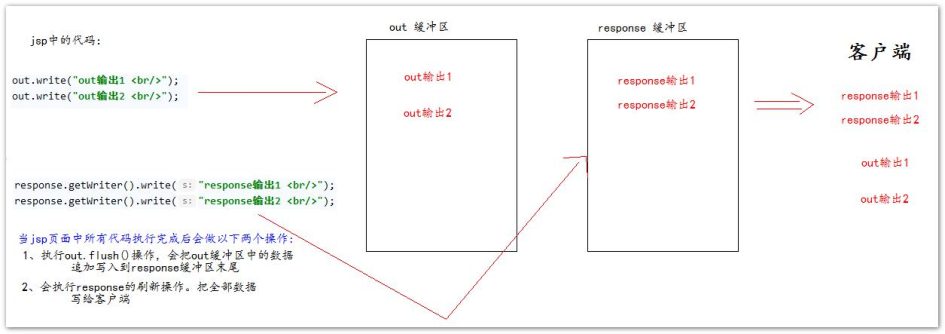 jsp中的代码:
out.write("out输出1 <br/>");
out.write("out输出2 <br/>");
response.getWriter().write( s: "response输出1 <br/>");
response.getWriter().write( s: "response输出2 <br/>");
当jsp页面中所有代码执行完成后会做以下两个操作:
1、执行out.flush()操作,会把out缓冲区中的数据
追加写入到response缓冲区末尾
2、会执行response的刷新操作。把全部数据
写给客户端
out 缓冲区
out输出1
out输出2
response 缓冲区
response输出1
response输出2
客户端
response输出1
response输出2
out输出1
out输出2